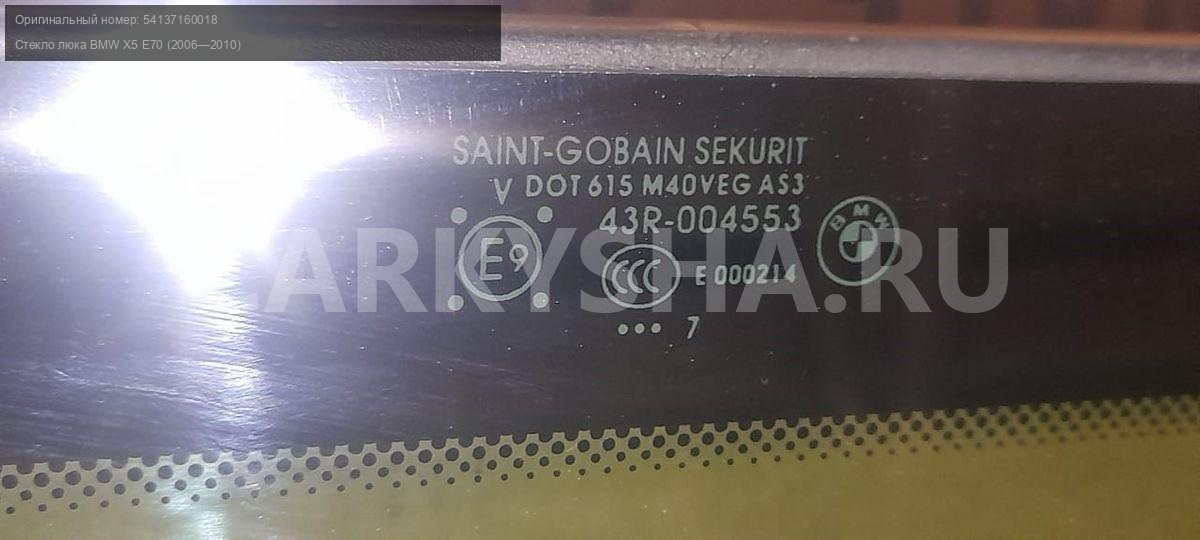 Оригинальный номер: 54137160018
Стекло люка BMW X5 E70 (2006—2010)
SAINT-GOBAIN SEKURIT
V DOT 615 M40VEG AS3
43R-004553
E9
CCC
E 000214
BMW
••• 7
LARKYSHA.RU